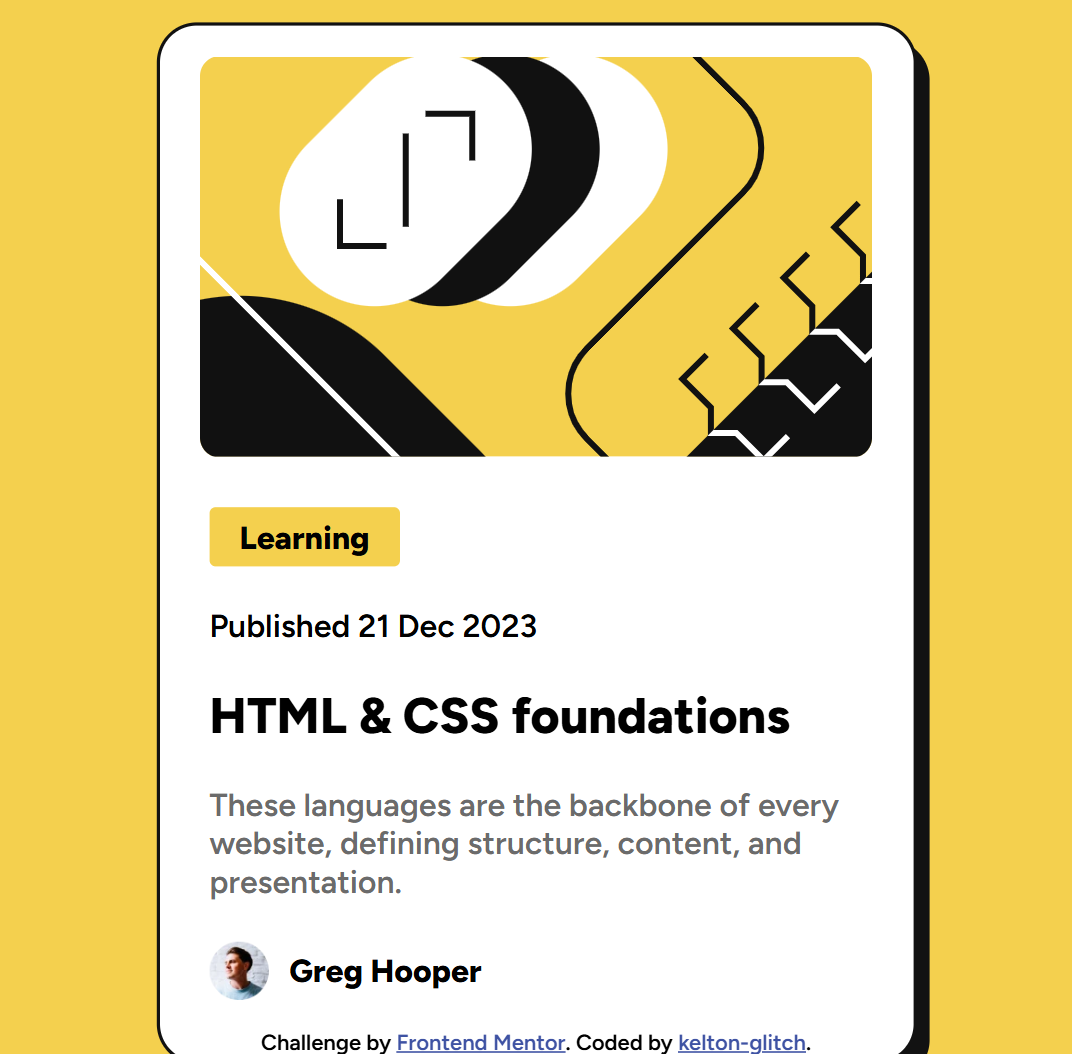 Learning
Published 21 Dec 2023
HTML & CSS foundations
These languages are the backbone of every
website, defining structure, content, and
presentation.
Greg Hooper
Challenge by Frontend Mentor. Coded by kelton-glitch.